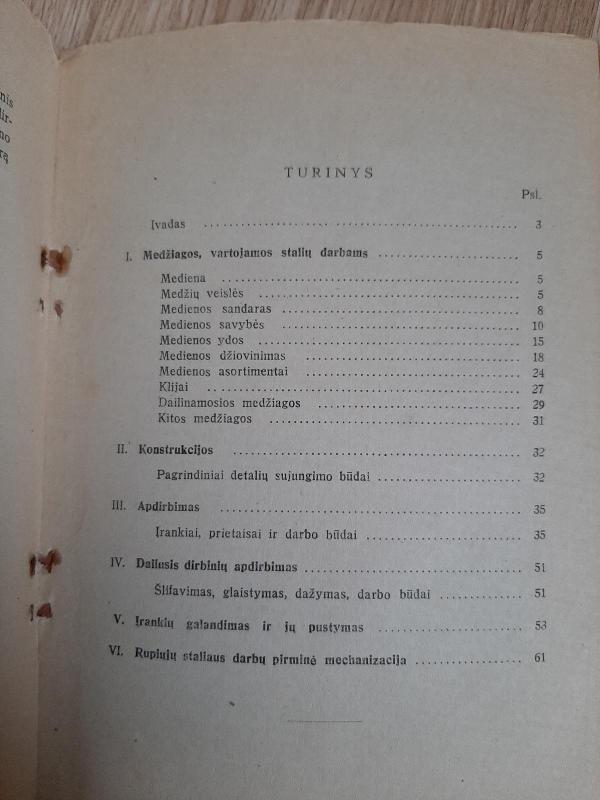 nis
dir-
no
rą
TURINYS
Psl.
Įvadas 3
I. Medžiagos, vartojamos stalių darbams 5
Mediena 5
Medžių veislės 5
Medienos sandaras 8
Medienos savybės 10
Medienos ydos 15
Medienos džiovinimas 18
Medienos asortimentai 24
Klijai 27
Dailinamosios medžiagos 29
Kitos medžiagos 31
II. Konstrukcijos 32
Pagrindiniai detalių sujungimo būdai 32
III. Apdirbimas 35
Įrankiai, prietaisai ir darbo būdai 35
IV. Dailusis dirbinių apdirbimas 51
Šlifavimas, glaistymas, dažymas, darbo būdai 51
V. Įrankių galandimas ir jų pustymas 53
VI. Rupiųjų staliaus darbų pirminė mechanizacija 61